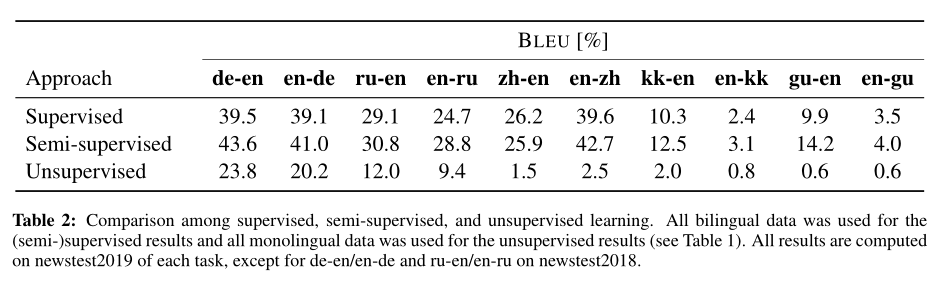 BLEU [%]
Approach de-en en-de ru-en en-ru zh-en en-zh kk-en en-kk gu-en en-gu
Supervised 39.5 39.1 29.1 24.7 26.2 39.6 10.3 2.4 9.9 3.5
Semi-supervised 43.6 41.0 30.8 28.8 25.9 42.7 12.5 3.1 14.2 4.0
Unsupervised 23.8 20.2 12.0 9.4 1.5 2.5 2.0 0.8 0.6 0.6
Table 2: Comparison among supervised, semi-supervised, and unsupervised learning. All bilingual data was used for the
(semi-)supervised results and all monolingual data was used for the unsupervised results (see Table 1). All results are computed
on newstest2019 of each task, except for de-en/en-de and ru-en/en-ru on newstest2018.